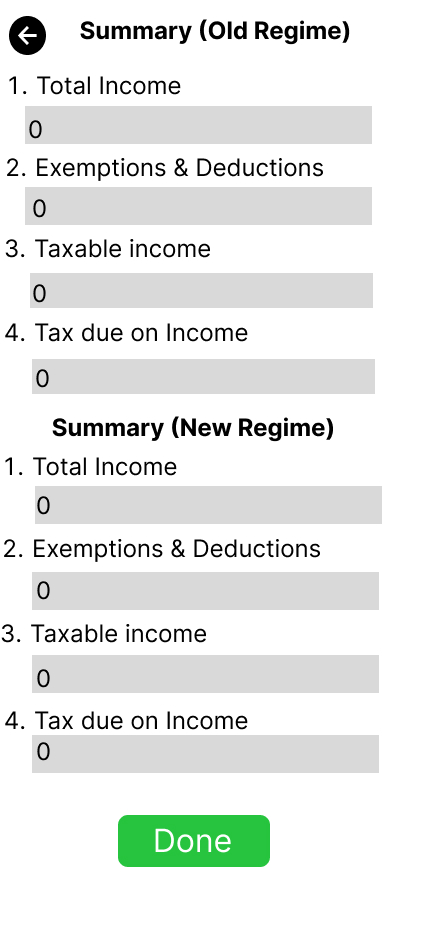 Summary (Old Regime)
1. Total Income
0
2. Exemptions & Deductions
0
3. Taxable income
0
4. Tax due on Income
0
Summary (New Regime)
1. Total Income
0
2. Exemptions & Deductions
0
3. Taxable income
0
4. Tax due on Income
0
Done